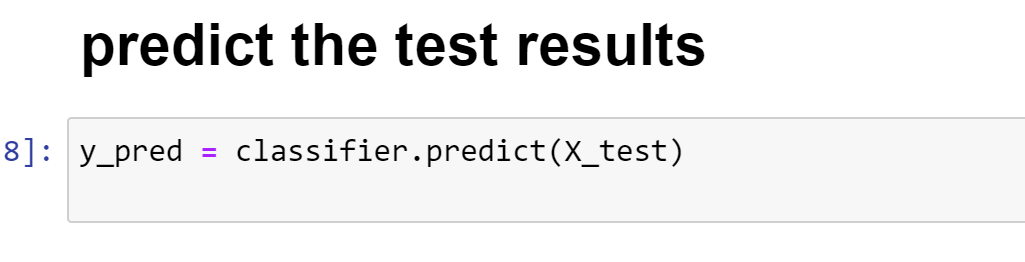 predict the test results
8]: y_pred = classifier.predict(X_test)